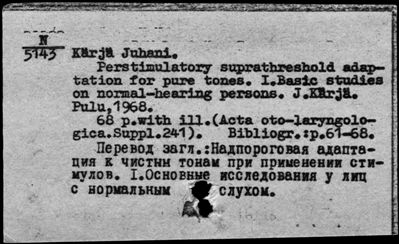 N
5143
Kärjä Juhani.
Perstimulatory suprathreshold adap-
tation for pure tones. I.Basic studies
on normal-hearing persons. J.Kärjä.
Pulu,1968.
68 p.with ill.(Acta oto-laryngolo-
gica.Suppl.241). Bibliogr.:p.61-68.
Перевод загл.:Надпороговая адапта-
ция к чистым тонам при применении сти-
мулов. I.Основные исследования у лиц
с нормальным слухом.